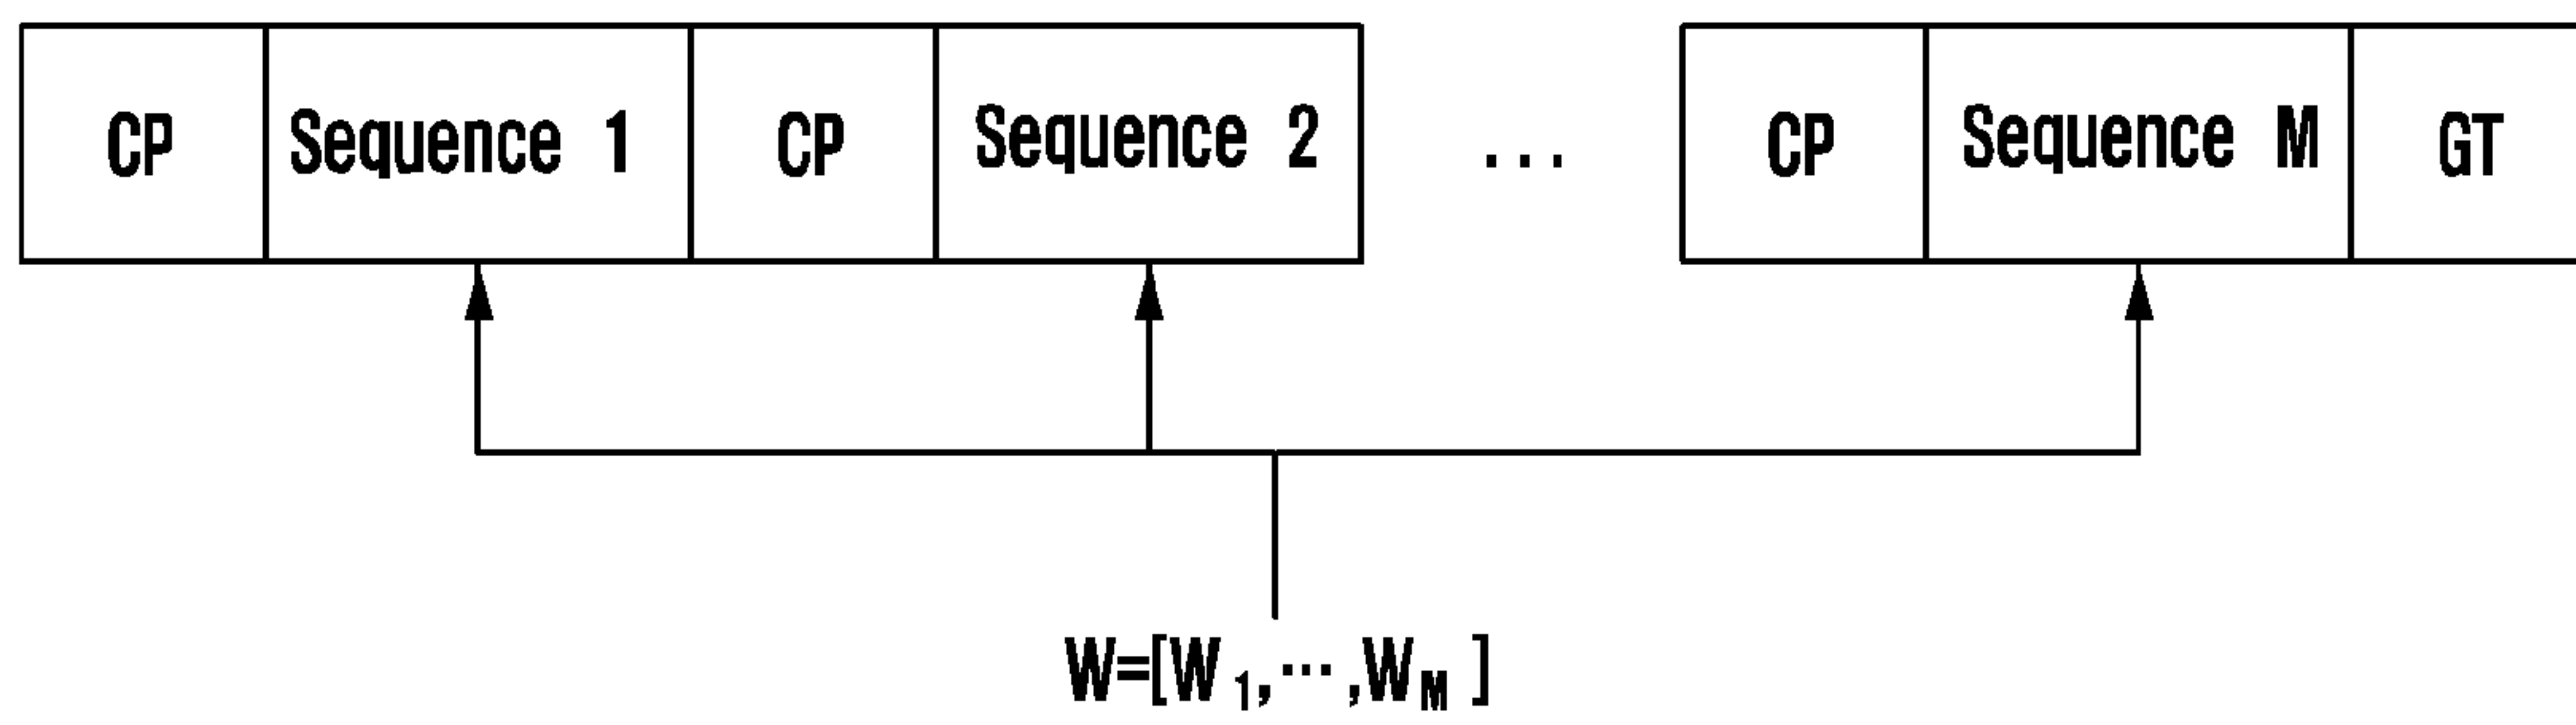 CP Sequence 1 CP Sequence 2 ... CP Sequence M GT
W=[W1,⋯,WM]